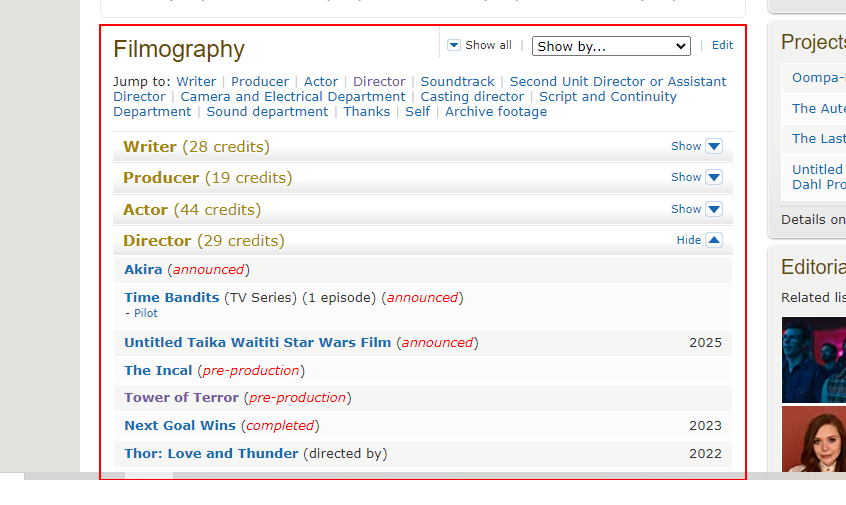 Filmography
Show all | Show by... | Edit
Jump to: Writer | Producer | Actor | Director | Soundtrack | Second Unit Director or Assistant
Director | Camera and Electrical Department | Casting director | Script and Continuity
Department | Sound department | Thanks | Self | Archive footage
Writer (28 credits) Show
Producer (19 credits) Show
Actor (44 credits) Show
Director (29 credits) Hide
Akira (announced)
Time Bandits (TV Series) (1 episode) (announced)
- Pilot
Untitled Taika Waititi Star Wars Film (announced) 2025
The Incal (pre-production)
Tower of Terror (pre-production)
Next Goal Wins (completed) 2023
Thor: Love and Thunder (directed by) 2022
Projects
Oompa-
The Aute
The Last
Untitled
Dahl Pro
Details on
Editoria
Related lis